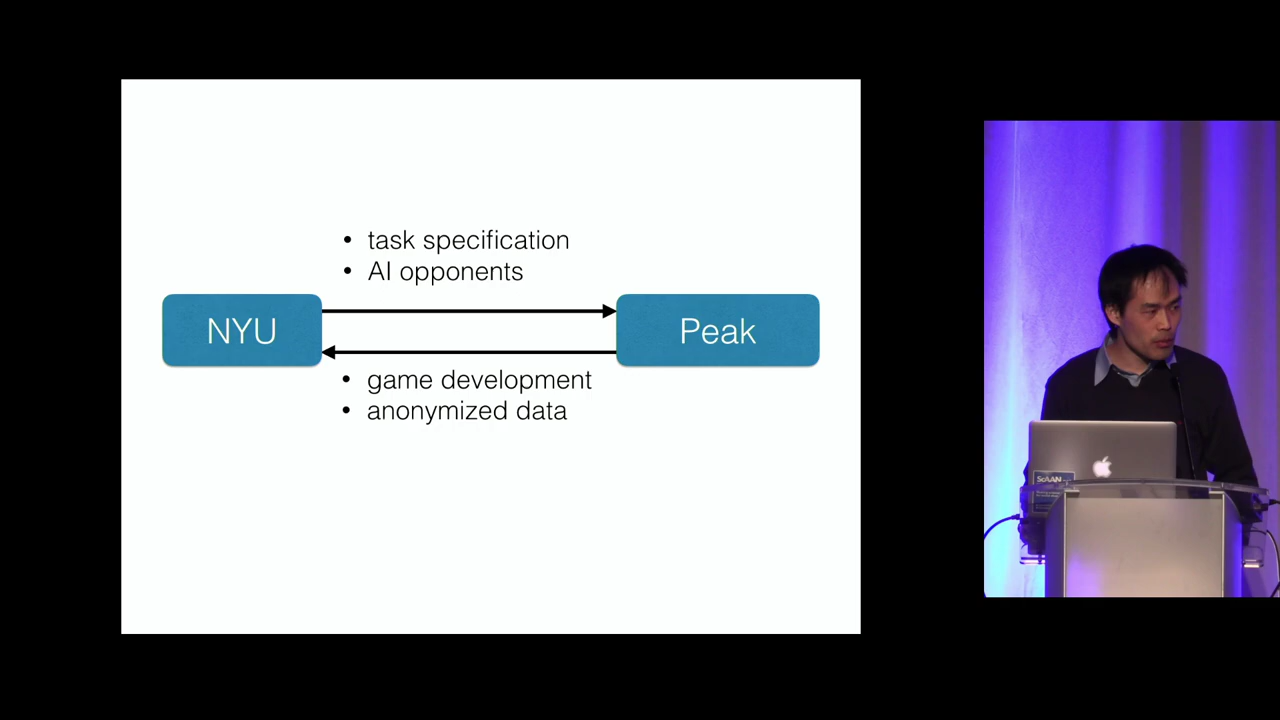 • task specification
• AI opponents
NYU
Peak
• game development
• anonymized data